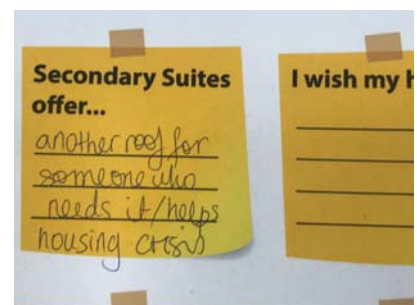 Secondary Suites
offer...
another roof for
someone who
needs it/helps
housing crisis
I wish my h